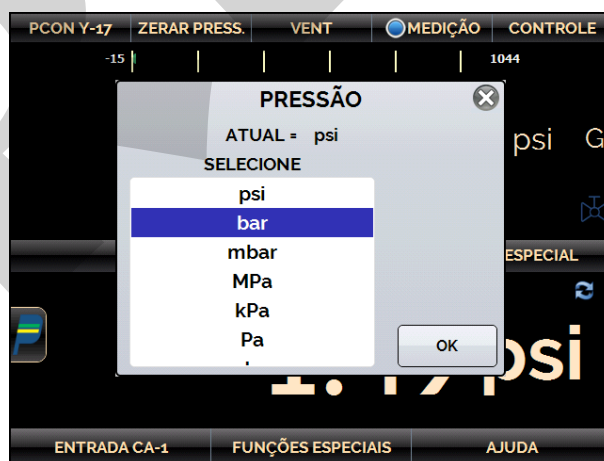 PCON Y-17 ZERAR PRESS. VENT MEDIÇÃO CONTROLE
-15 1044
PRESSÃO
ATUAL = psi
psi G
SELECIONE
psi
bar
mbar
MPa
kPa
Pa
ESPECIAL
OK
psi
ENTRADA CA-1 FUNÇÕES ESPECIAIS AJUDA